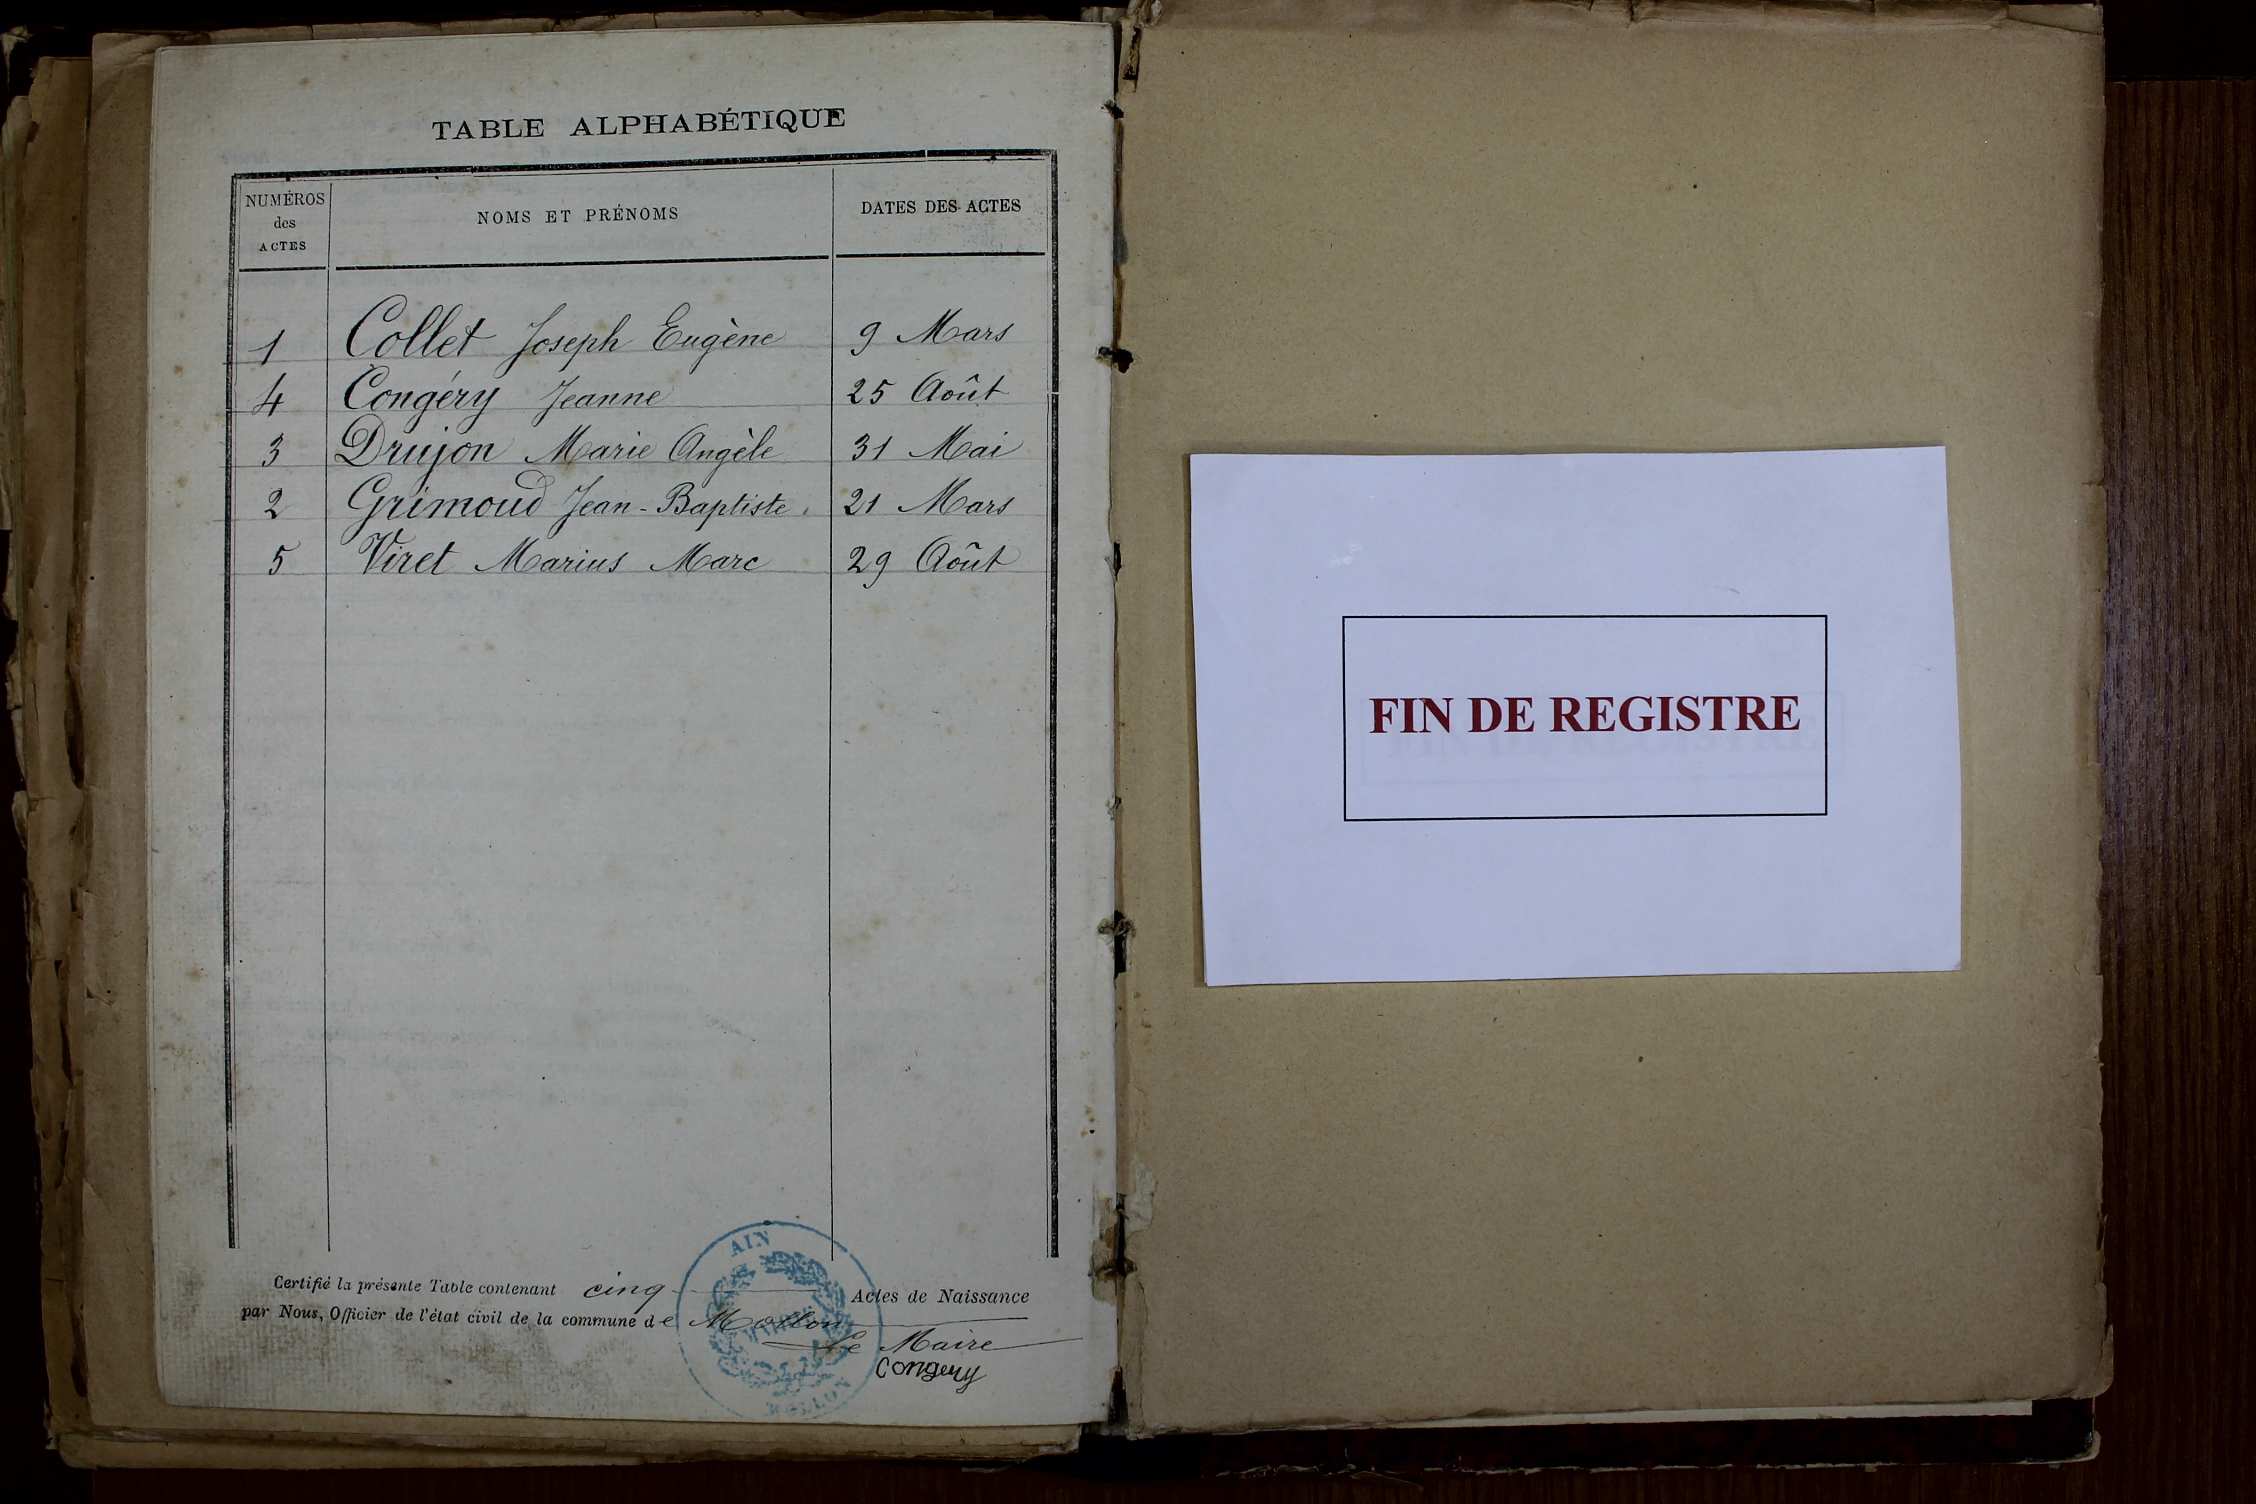 TABLE ALPHABÉTIQUE
NUMÉROS des ACTES NOMS ET PRÉNOMS DATES DES ACTES
1 Collet Joseph Eugène 9 Mars
4 Congéry Jeanne 25 Août
3 Drujon Marie Angèle 31 Mai
2 Grimoud Jean-Baptiste. 21 Mars
5 Viret Marius Marc 29 Août
Certifié la présente Table contenant cinq Actes de Naissance
par Nous, Officier de l'état civil de la commune de Mollon
Le Maire
Congery
AIN
MOLLON
FIN DE REGISTRE